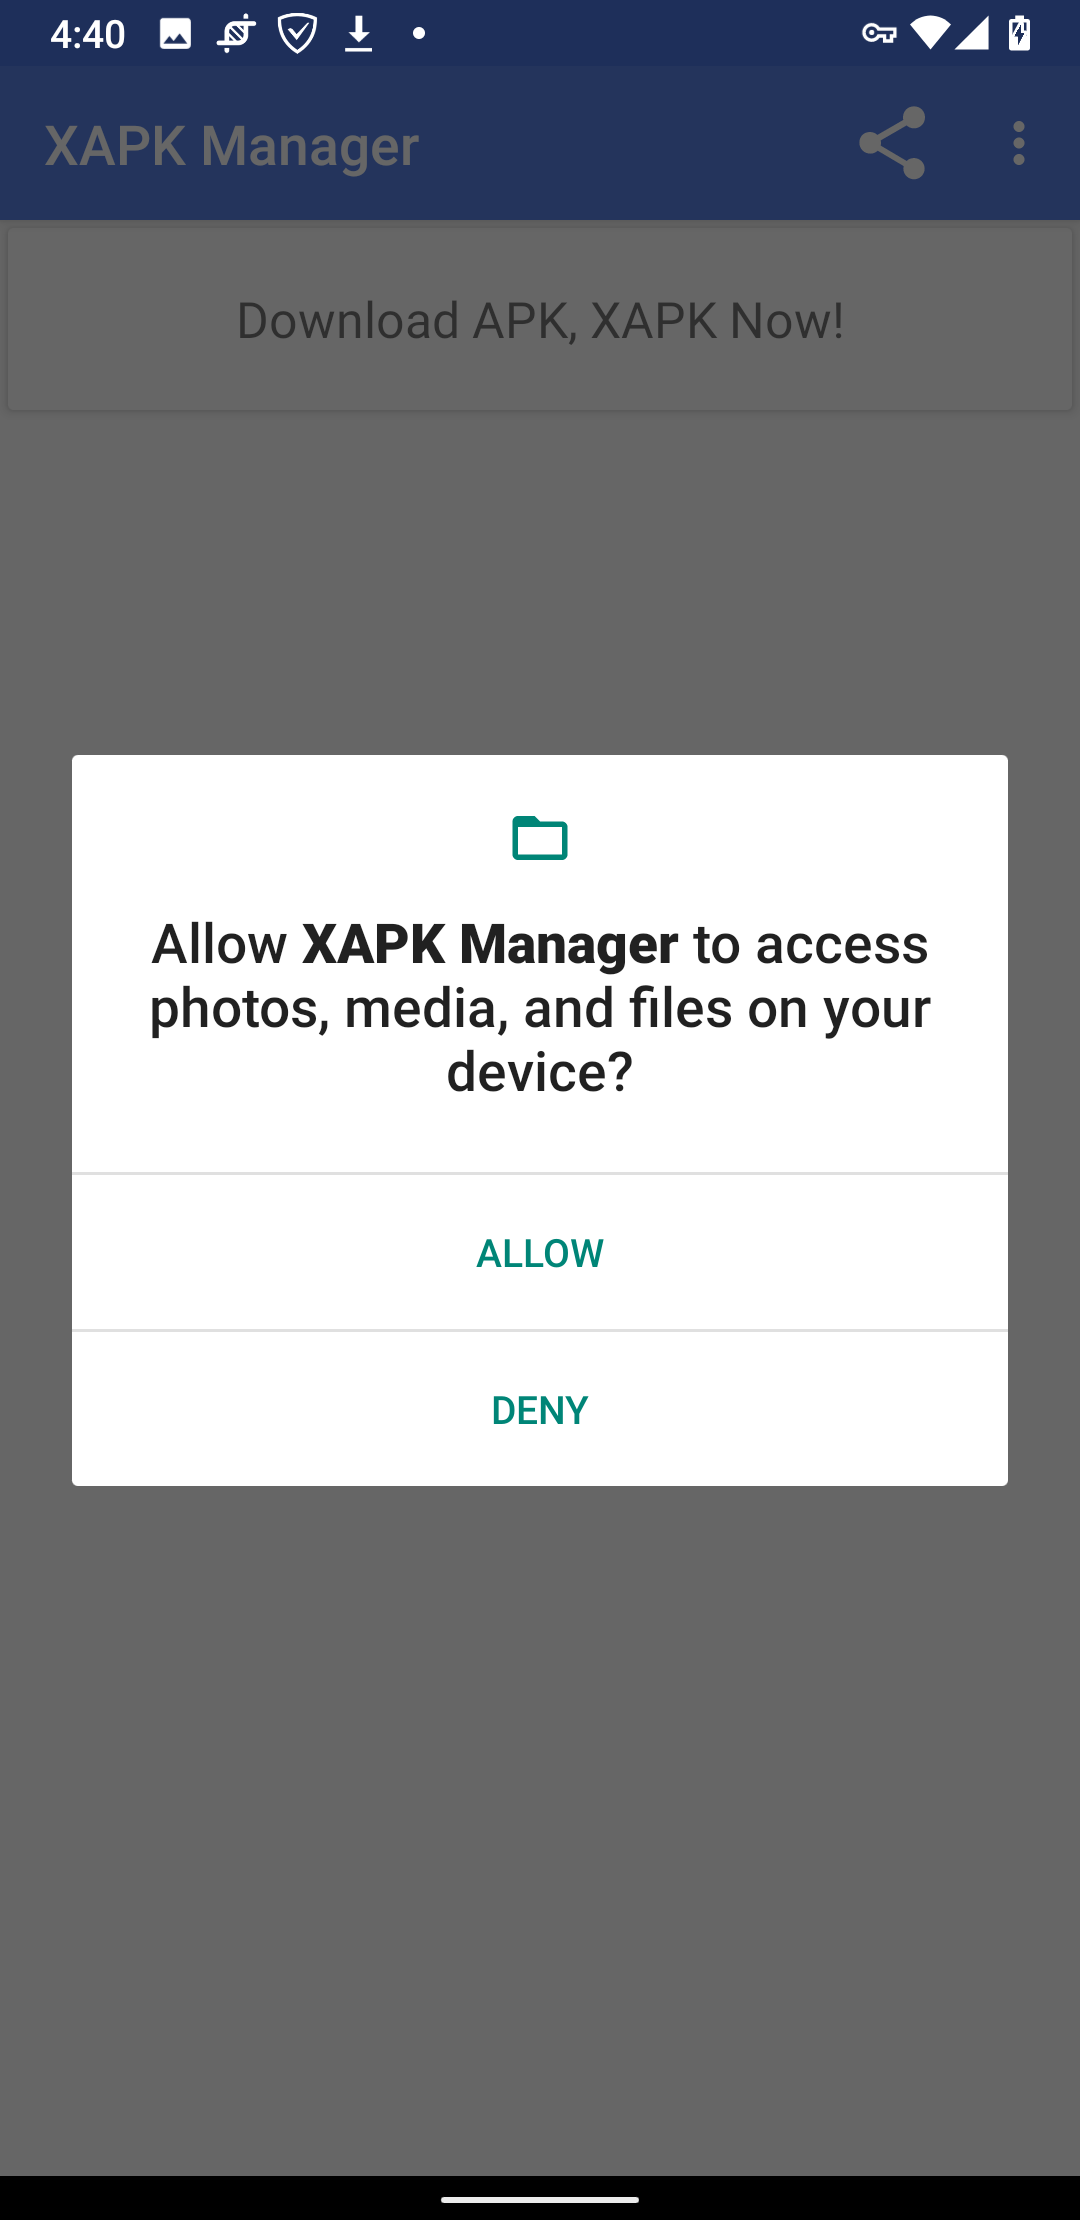 4:40
XAPK Manager
Download APK, XAPK Now!
Allow XAPK Manager to access
photos, media, and files on your
device?
ALLOW
DENY